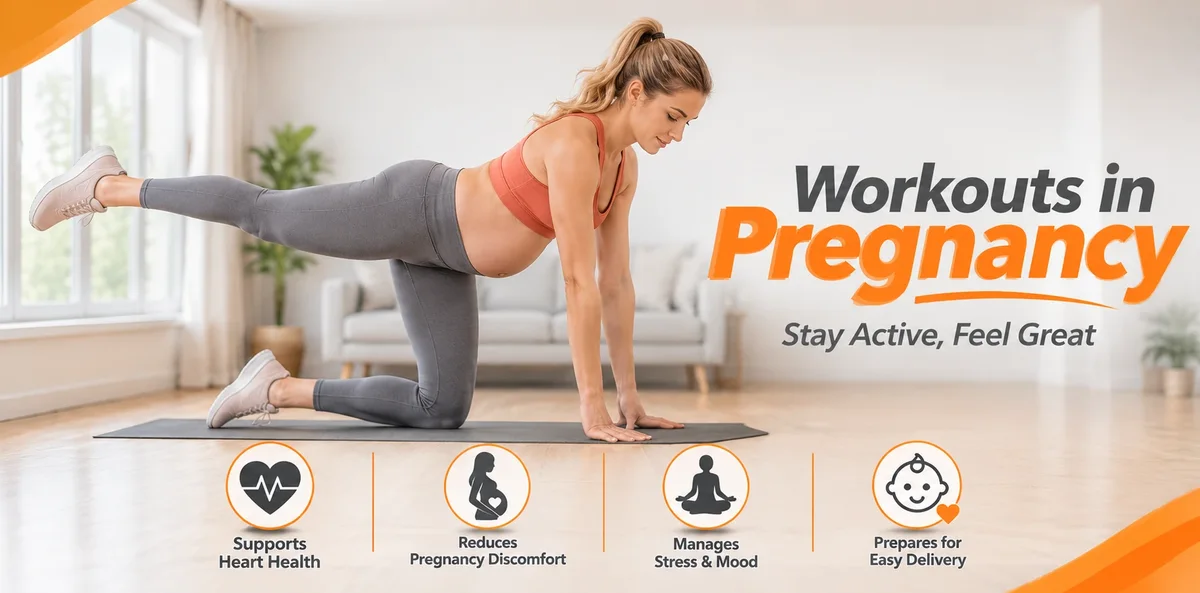 Workouts in
Pregnancy
Stay Active, Feel Great
Supports
Heart Health
Reduces
Pregnancy Discomfort
Manages
Stress & Mood
Prepares for
Easy Delivery